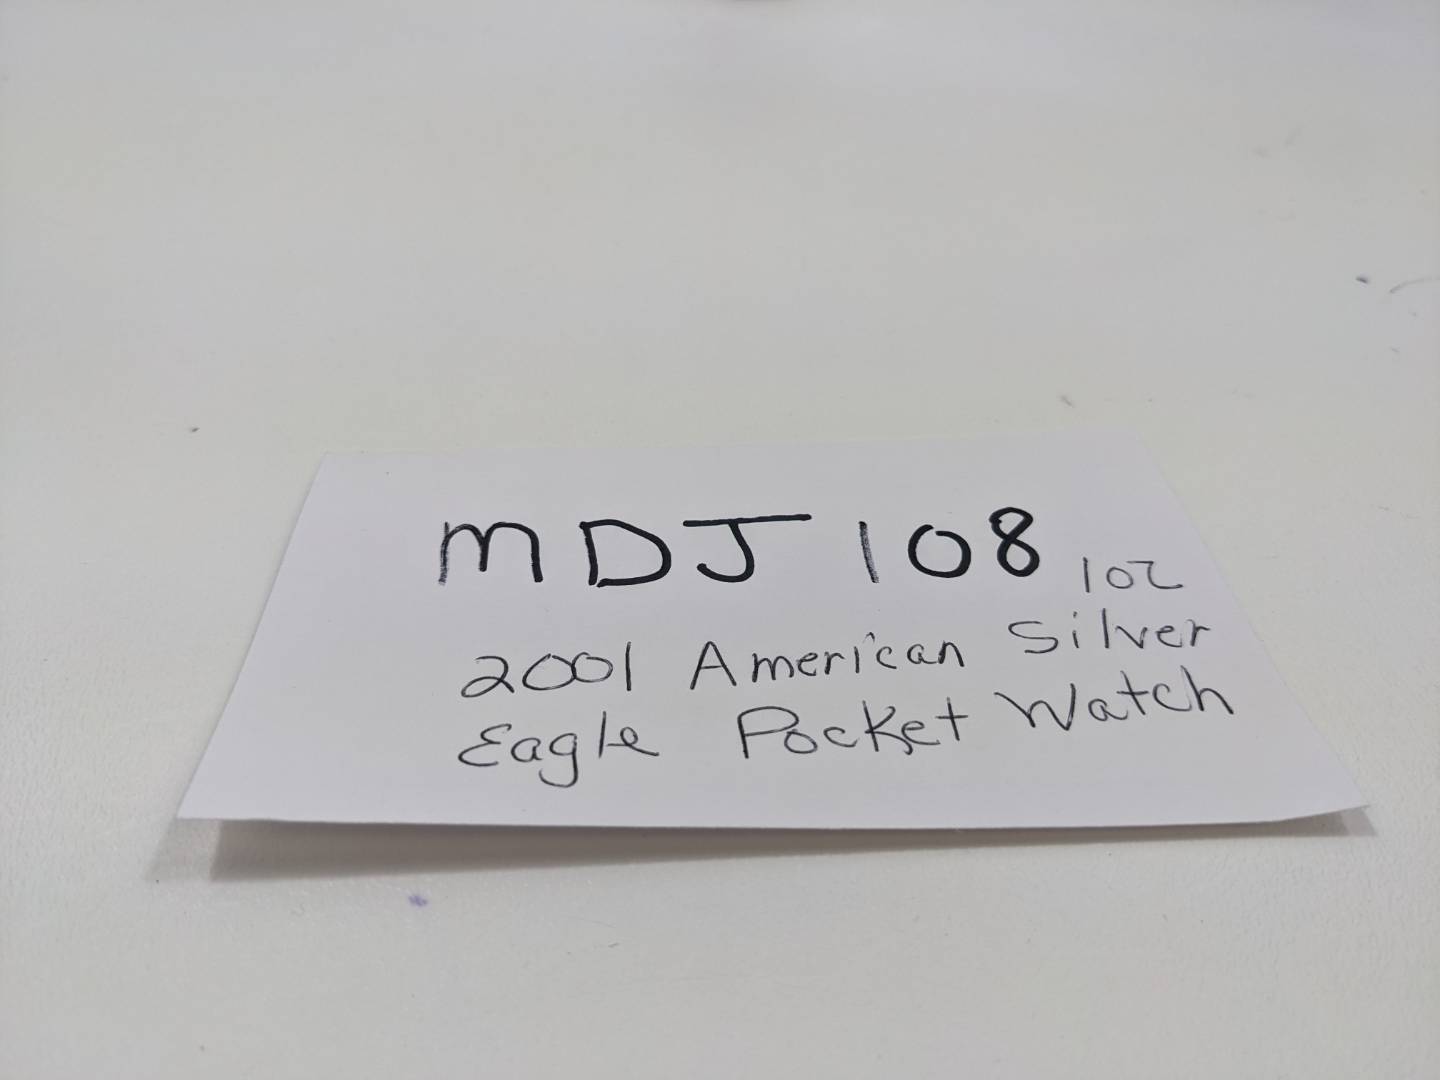 MDJ 108
1oz
2001 American Silver
Eagle Pocket Watch